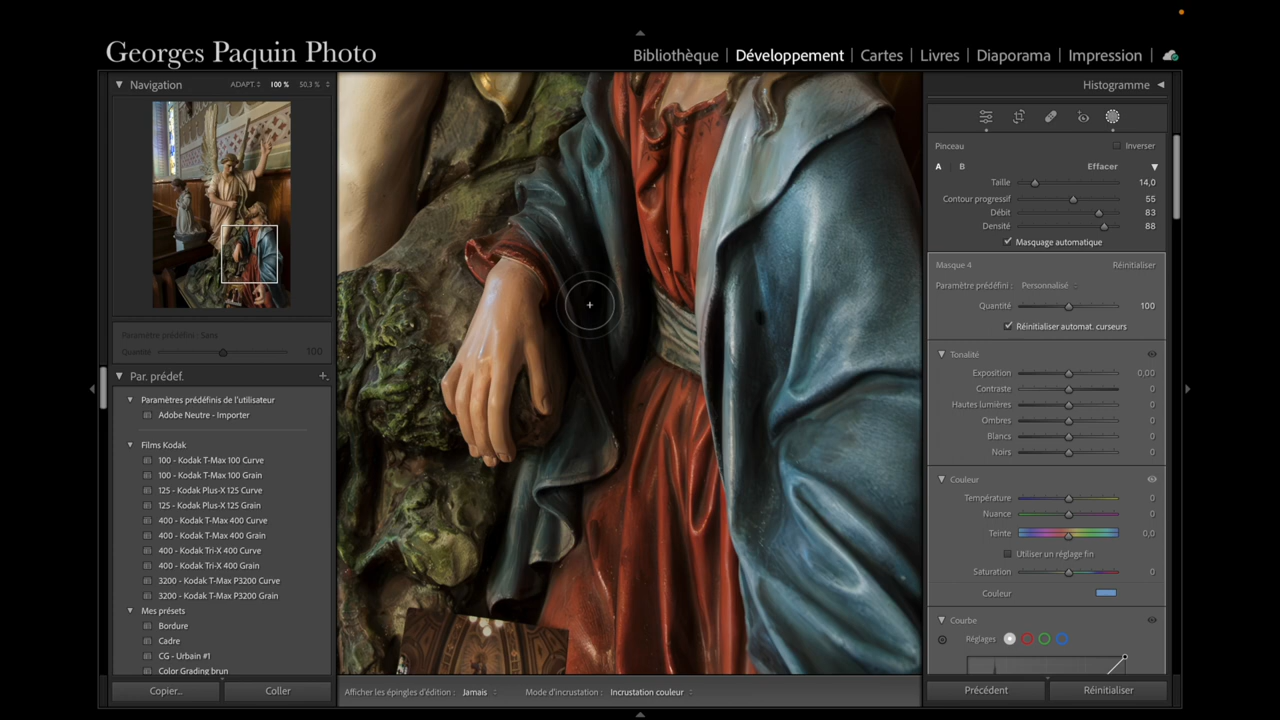 Georges Paquin Photo
Bibliothèque | Développement | Cartes | Livres | Diaporama | Impression |
Navigation ADAPT. 100 % 50,3 %
Paramètre prédéfini : Sans
Quantité 100
Par. prédef. +
Paramètres prédéfinis de l'utilisateur
Adobe Neutre - Importer
Films Kodak
100 - Kodak T-Max 100 Curve
100 - Kodak T-Max 100 Grain
125 - Kodak Plus-X 125 Curve
125 - Kodak Plus-X 125 Grain
400 - Kodak T-Max 400 Curve
400 - Kodak T-Max 400 Grain
400 - Kodak Tri-X 400 Curve
400 - Kodak Tri-X 400 Grain
3200 - Kodak T-Max P3200 Curve
3200 - Kodak T-Max P3200 Grain
Mes présets
Bordure
Cadre
CG - Urbain #1
Color Grading brun
Copier... Coller
Afficher les épingles d'édition : Jamais Mode d'incrustation : Incrustation couleur
Histogramme
Pinceau Inverser
A B Effacer
Taille 14,0
Contour progressif 55
Débit 83
Densité 88
Masquage automatique
Masque 4 Réinitialiser
Paramètre prédéfini : Personnalisé
Quantité 100
Réinitialiser automat. curseurs
Tonalité
Exposition 0,00
Contraste 0
Hautes lumières 0
Ombres 0
Blancs 0
Noirs 0
Couleur
Température 0
Nuance 0
Teinte 0,0
Utiliser un réglage fin
Saturation 0
Couleur
Courbe
Réglages
Précédent Réinitialiser